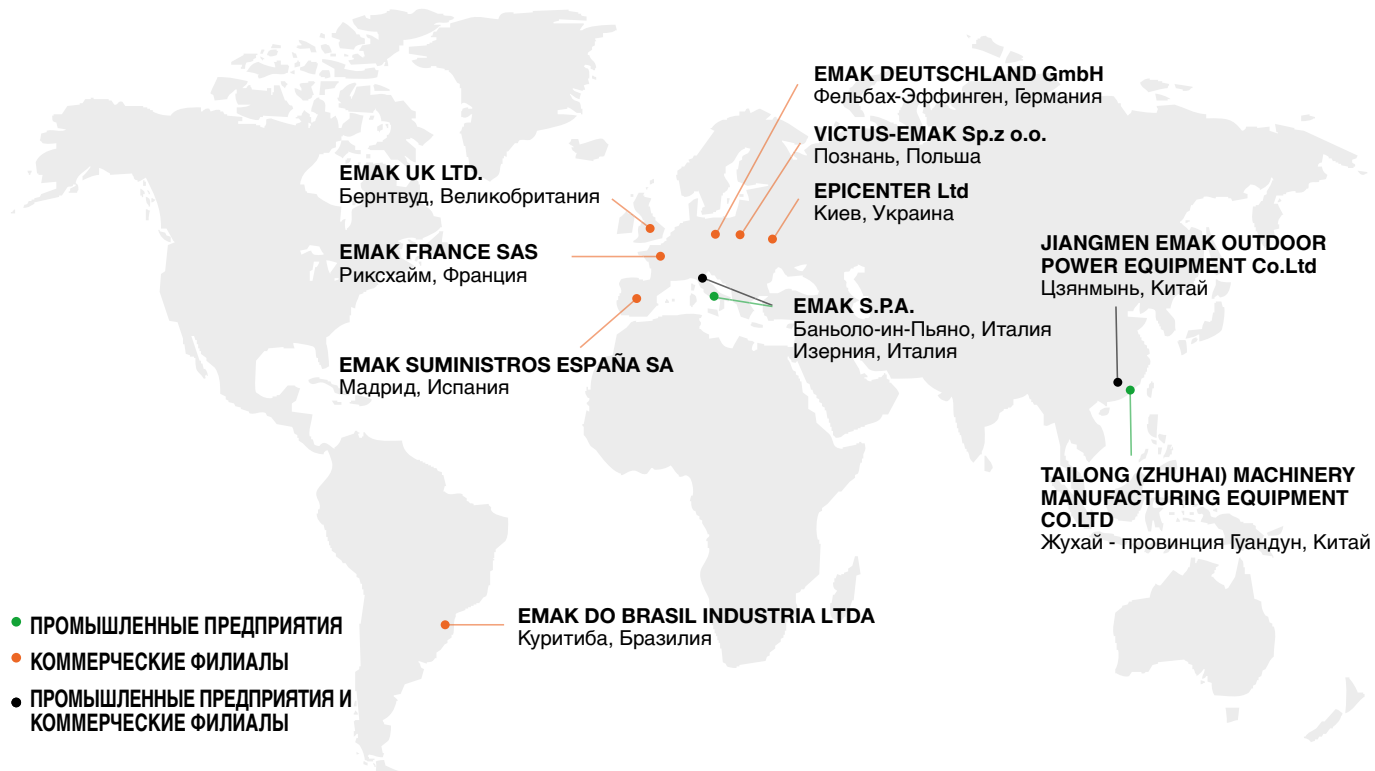 EMAK DEUTSCHLAND GmbH
Фельбах-Эффинген, Германия
VICTUS-EMAK Sp.z o.o.
Познань, Польша
EMAK UK LTD.
Бернтвуд, Великобритания
EPICENTER Ltd
Киев, Украина
EMAK FRANCE SAS
Риксхайм, Франция
JIANGMEN EMAK OUTDOOR
POWER EQUIPMENT Co.Ltd
Цзянмынь, Китай
EMAK S.P.A.
Баньоло-ин-Пьяно, Италия
Изерния, Италия
EMAK SUMINISTROS ESPAÑA SA
Мадрид, Испания
TAILONG (ZHUHAI) MACHINERY
MANUFACTURING EQUIPMENT
CO.LTD
Жухай - провинция Гуандун, Китай
EMAK DO BRASIL INDUSTRIA LTDA
Куритиба, Бразилия
ПРОМЫШЛЕННЫЕ ПРЕДПРИЯТИЯ
КОММЕРЧЕСКИЕ ФИЛИАЛЫ
ПРОМЫШЛЕННЫЕ ПРЕДПРИЯТИЯ И
КОММЕРЧЕСКИЕ ФИЛИАЛЫ